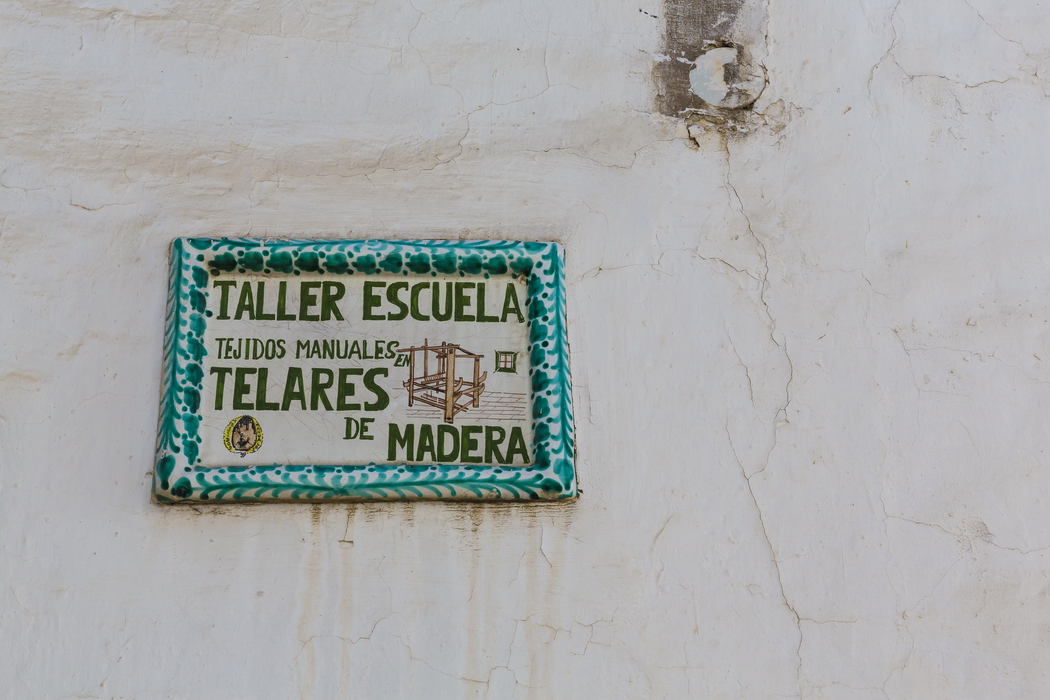 TALLER ESCUELA
TEJIDOS MANUALES EN
TELARES
DE
MADERA